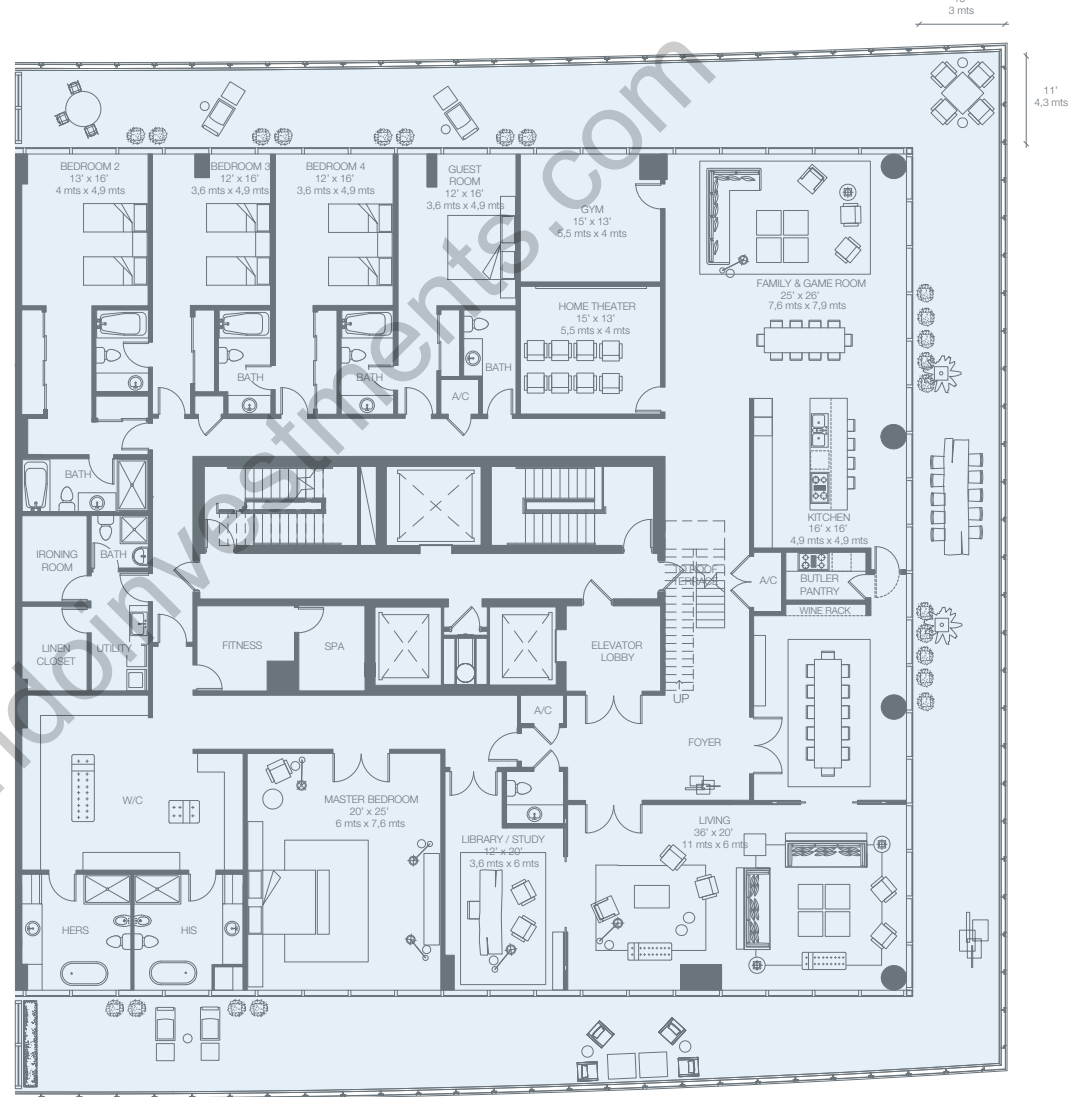 3 mts
11'
4,3 mts
BEDROOM 2
13' x 16'
4 mts x 4,9 mts
BEDROOM 3
12' x 16'
3,6 mts x 4,9 mts
BEDROOM 4
12' x 16'
3,6 mts x 4,9 mts
GUEST
ROOM
12' x 16'
3,6 mts x 4,9 mts
GYM
15' x 13'
5,5 mts x 4 mts
FAMILY & GAME ROOM
25' x 26'
7,6 mts x 7,9 mts
HOME THEATER
15' x 13'
5,5 mts x 4 mts
BATH
BATH
BATH
A/C
BATH
KITCHEN
16' x 16'
4,9 mts x 4,9 mts
IRONING
ROOM
BATH
TO ROOF
TERRACE
A/C
BUTLER
PANTRY
WINE RACK
LINEN
CLOSET
UTILITY
FITNESS
SPA
ELEVATOR
LOBBY
UP
A/C
FOYER
W/C
MASTER BEDROOM
20' x 25'
6 mts x 7,6 mts
LIBRARY / STUDY
12' x 20'
3,6 mts x 6 mts
LIVING
36' x 20'
11 mts x 6 mts
HERS
HIS
ndoinvestments.com